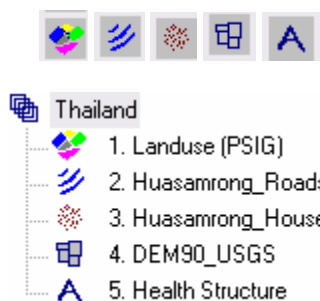 A
Thailand
1. Landuse (PSIG)
2. Huasamrong_Roads
3. Huasamrong_House
4. DEM90_USGS
A 5. Health Structure